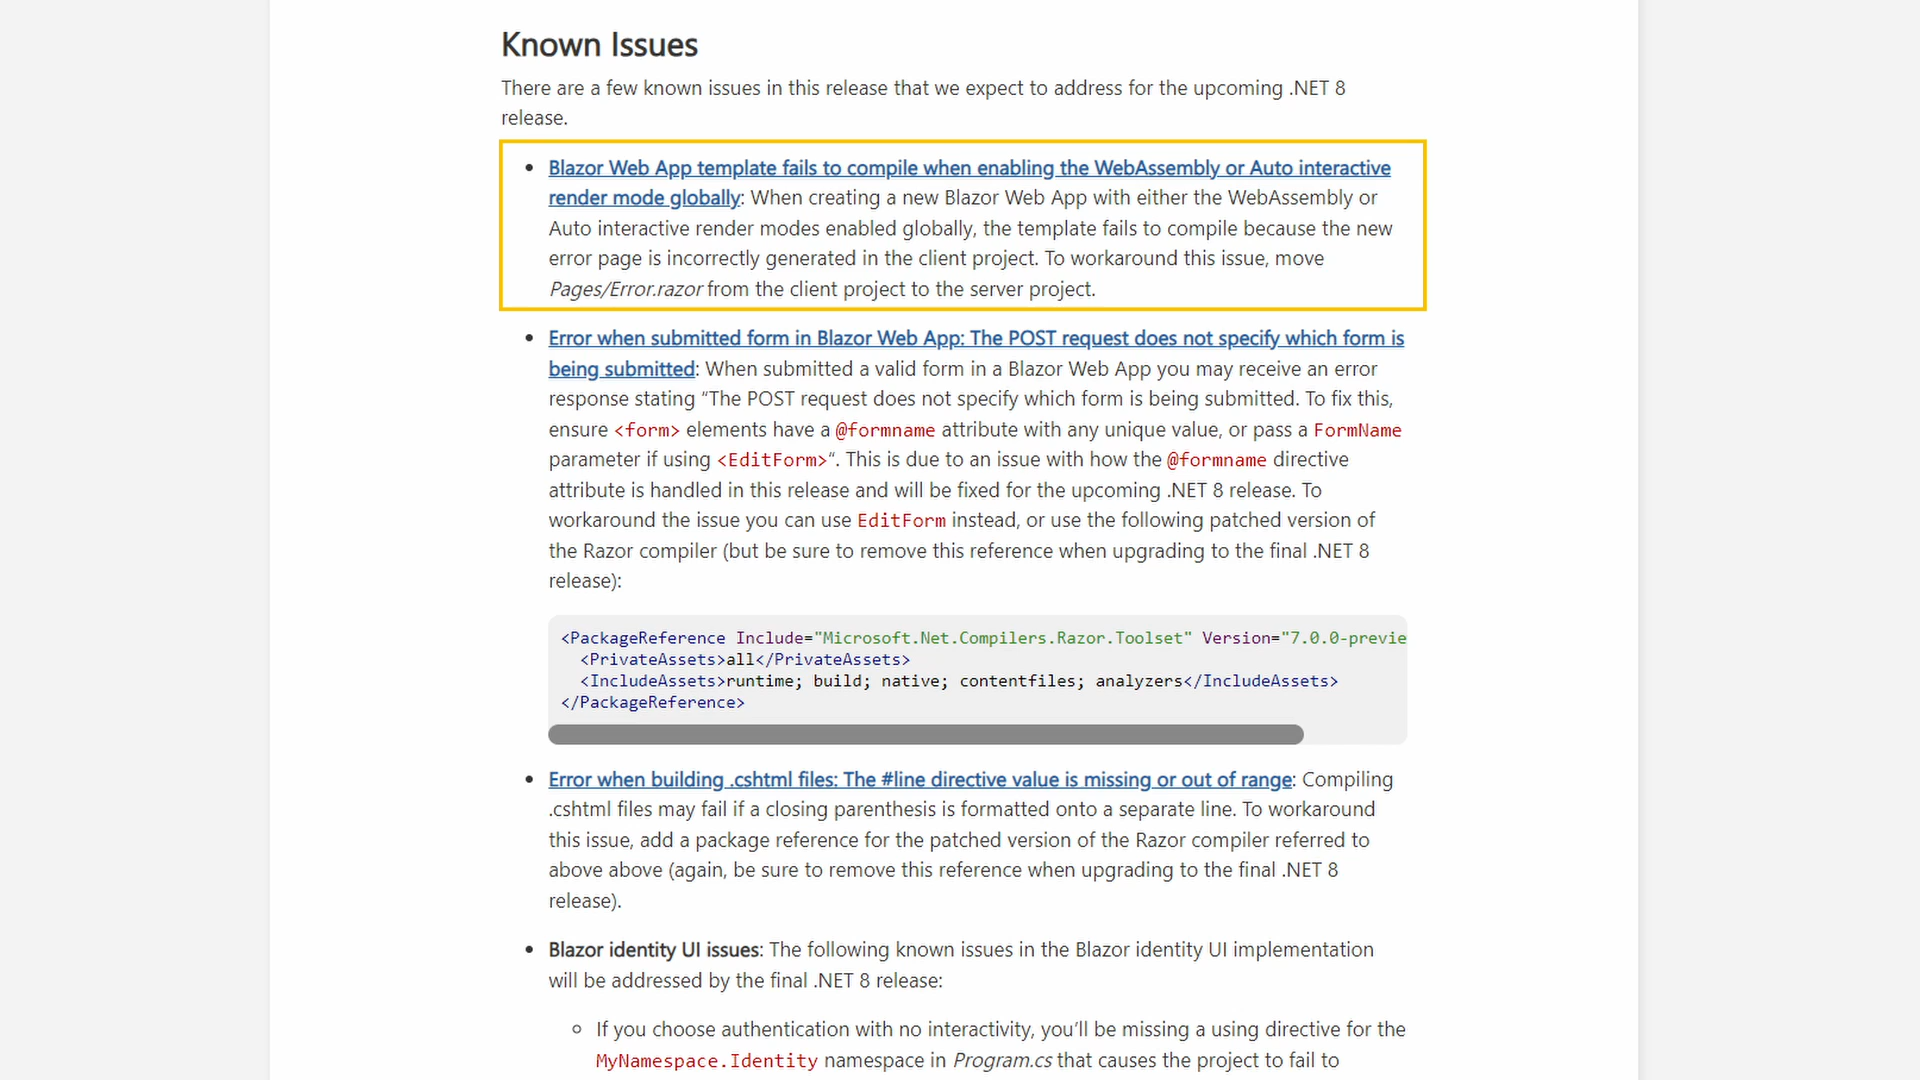 Known Issues
There are a few known issues in this release that we expect to address for the upcoming .NET 8
release.
• Blazor Web App template fails to compile when enabling the WebAssembly or Auto interactive
render mode globally: When creating a new Blazor Web App with either the WebAssembly or
Auto interactive render modes enabled globally, the template fails to compile because the new
error page is incorrectly generated in the client project. To workaround this issue, move
Pages/Error.razor from the client project to the server project.
• Error when submitted form in Blazor Web App: The POST request does not specify which form is
being submitted: When submitted a valid form in a Blazor Web App you may receive an error
response stating “The POST request does not specify which form is being submitted. To fix this,
ensure <form> elements have a @formname attribute with any unique value, or pass a FormName
parameter if using <EditForm>“. This is due to an issue with how the @formname directive
attribute is handled in this release and will be fixed for the upcoming .NET 8 release. To
workaround the issue you can use EditForm instead, or use the following patched version of
the Razor compiler (but be sure to remove this reference when upgrading to the final .NET 8
release):
<PackageReference Include="Microsoft.Net.Compilers.Razor.Toolset" Version="7.0.0-previe
<PrivateAssets>all</PrivateAssets>
<IncludeAssets>runtime; build; native; contentfiles; analyzers</IncludeAssets>
</PackageReference>
• Error when building .cshtml files: The #line directive value is missing or out of range: Compiling
.cshtml files may fail if a closing parenthesis is formatted onto a separate line. To workaround
this issue, add a package reference for the patched version of the Razor compiler referred to
above above (again, be sure to remove this reference when upgrading to the final .NET 8
release).
• Blazor identity UI issues: The following known issues in the Blazor identity UI implementation
will be addressed by the final .NET 8 release:
◦ If you choose authentication with no interactivity, you’ll be missing a using directive for the
MyNamespace.Identity namespace in Program.cs that causes the project to fail to